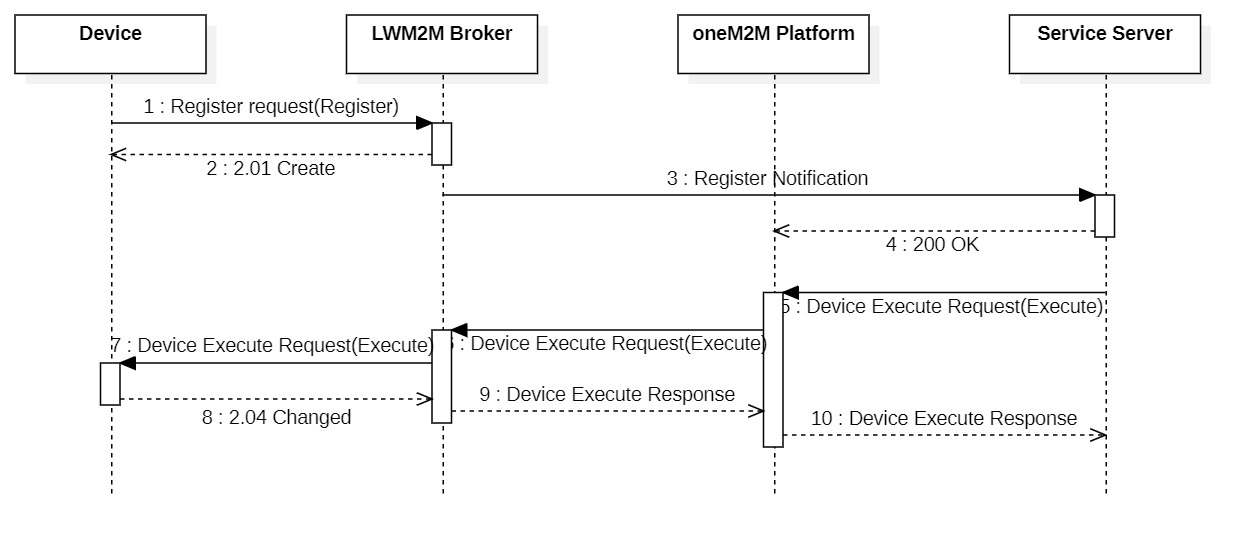 Device
LWM2M Broker
oneM2M Platform
Service Server
1 : Register request(Register)
2 : 2.01 Create
3 : Register Notification
4 : 200 OK
5 : Device Execute Request(Execute)
6 : Device Execute Request(Execute)
7 : Device Execute Request(Execute)
8 : 2.04 Changed
9 : Device Execute Response
10 : Device Execute Response